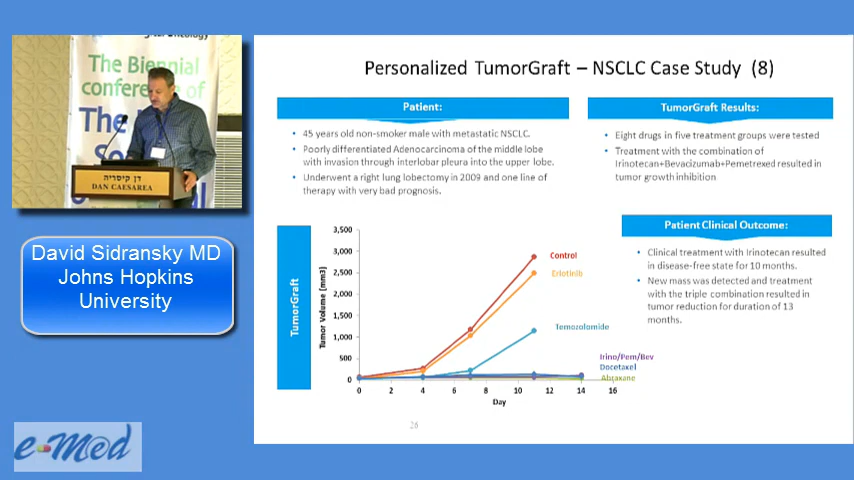 The Biennial
conference of
The
So
דן קיסריה
DAN CAESAREA
David Sidransky MD
Johns Hopkins
University
e-Med
Personalized TumorGraft – NSCLC Case Study (8)
Patient:
• 45 years old non-smoker male with metastatic NSCLC.
• Poorly differentiated Adenocarcinoma of the middle lobe
with invasion through interlobar pleura into the upper lobe.
• Underwent a right lung lobectomy in 2009 and one line of
therapy with very bad prognosis.
TumorGraft Results:
• Eight drugs in five treatment groups were tested
• Treatment with the combination of
Irinotecan+Bevacizumab+Pemetrexed resulted in
tumor growth inhibition
Patient Clinical Outcome:
• Clinical treatment with Irinotecan resulted
in disease-free state for 10 months.
• New mass was detected and treatment
with the triple combination resulted in
tumor reduction for duration of 13
months.
TumorGraft
Tumor Volume (mm3)
3,500
3,000
2,500
2,000
1,500
1,000
500
0
Control
Erlotinib
Temozolomide
Irino/Pem/Bev
Docetaxel
Abraxane
0 2 4 6 8 10 12 14 16
Day
26